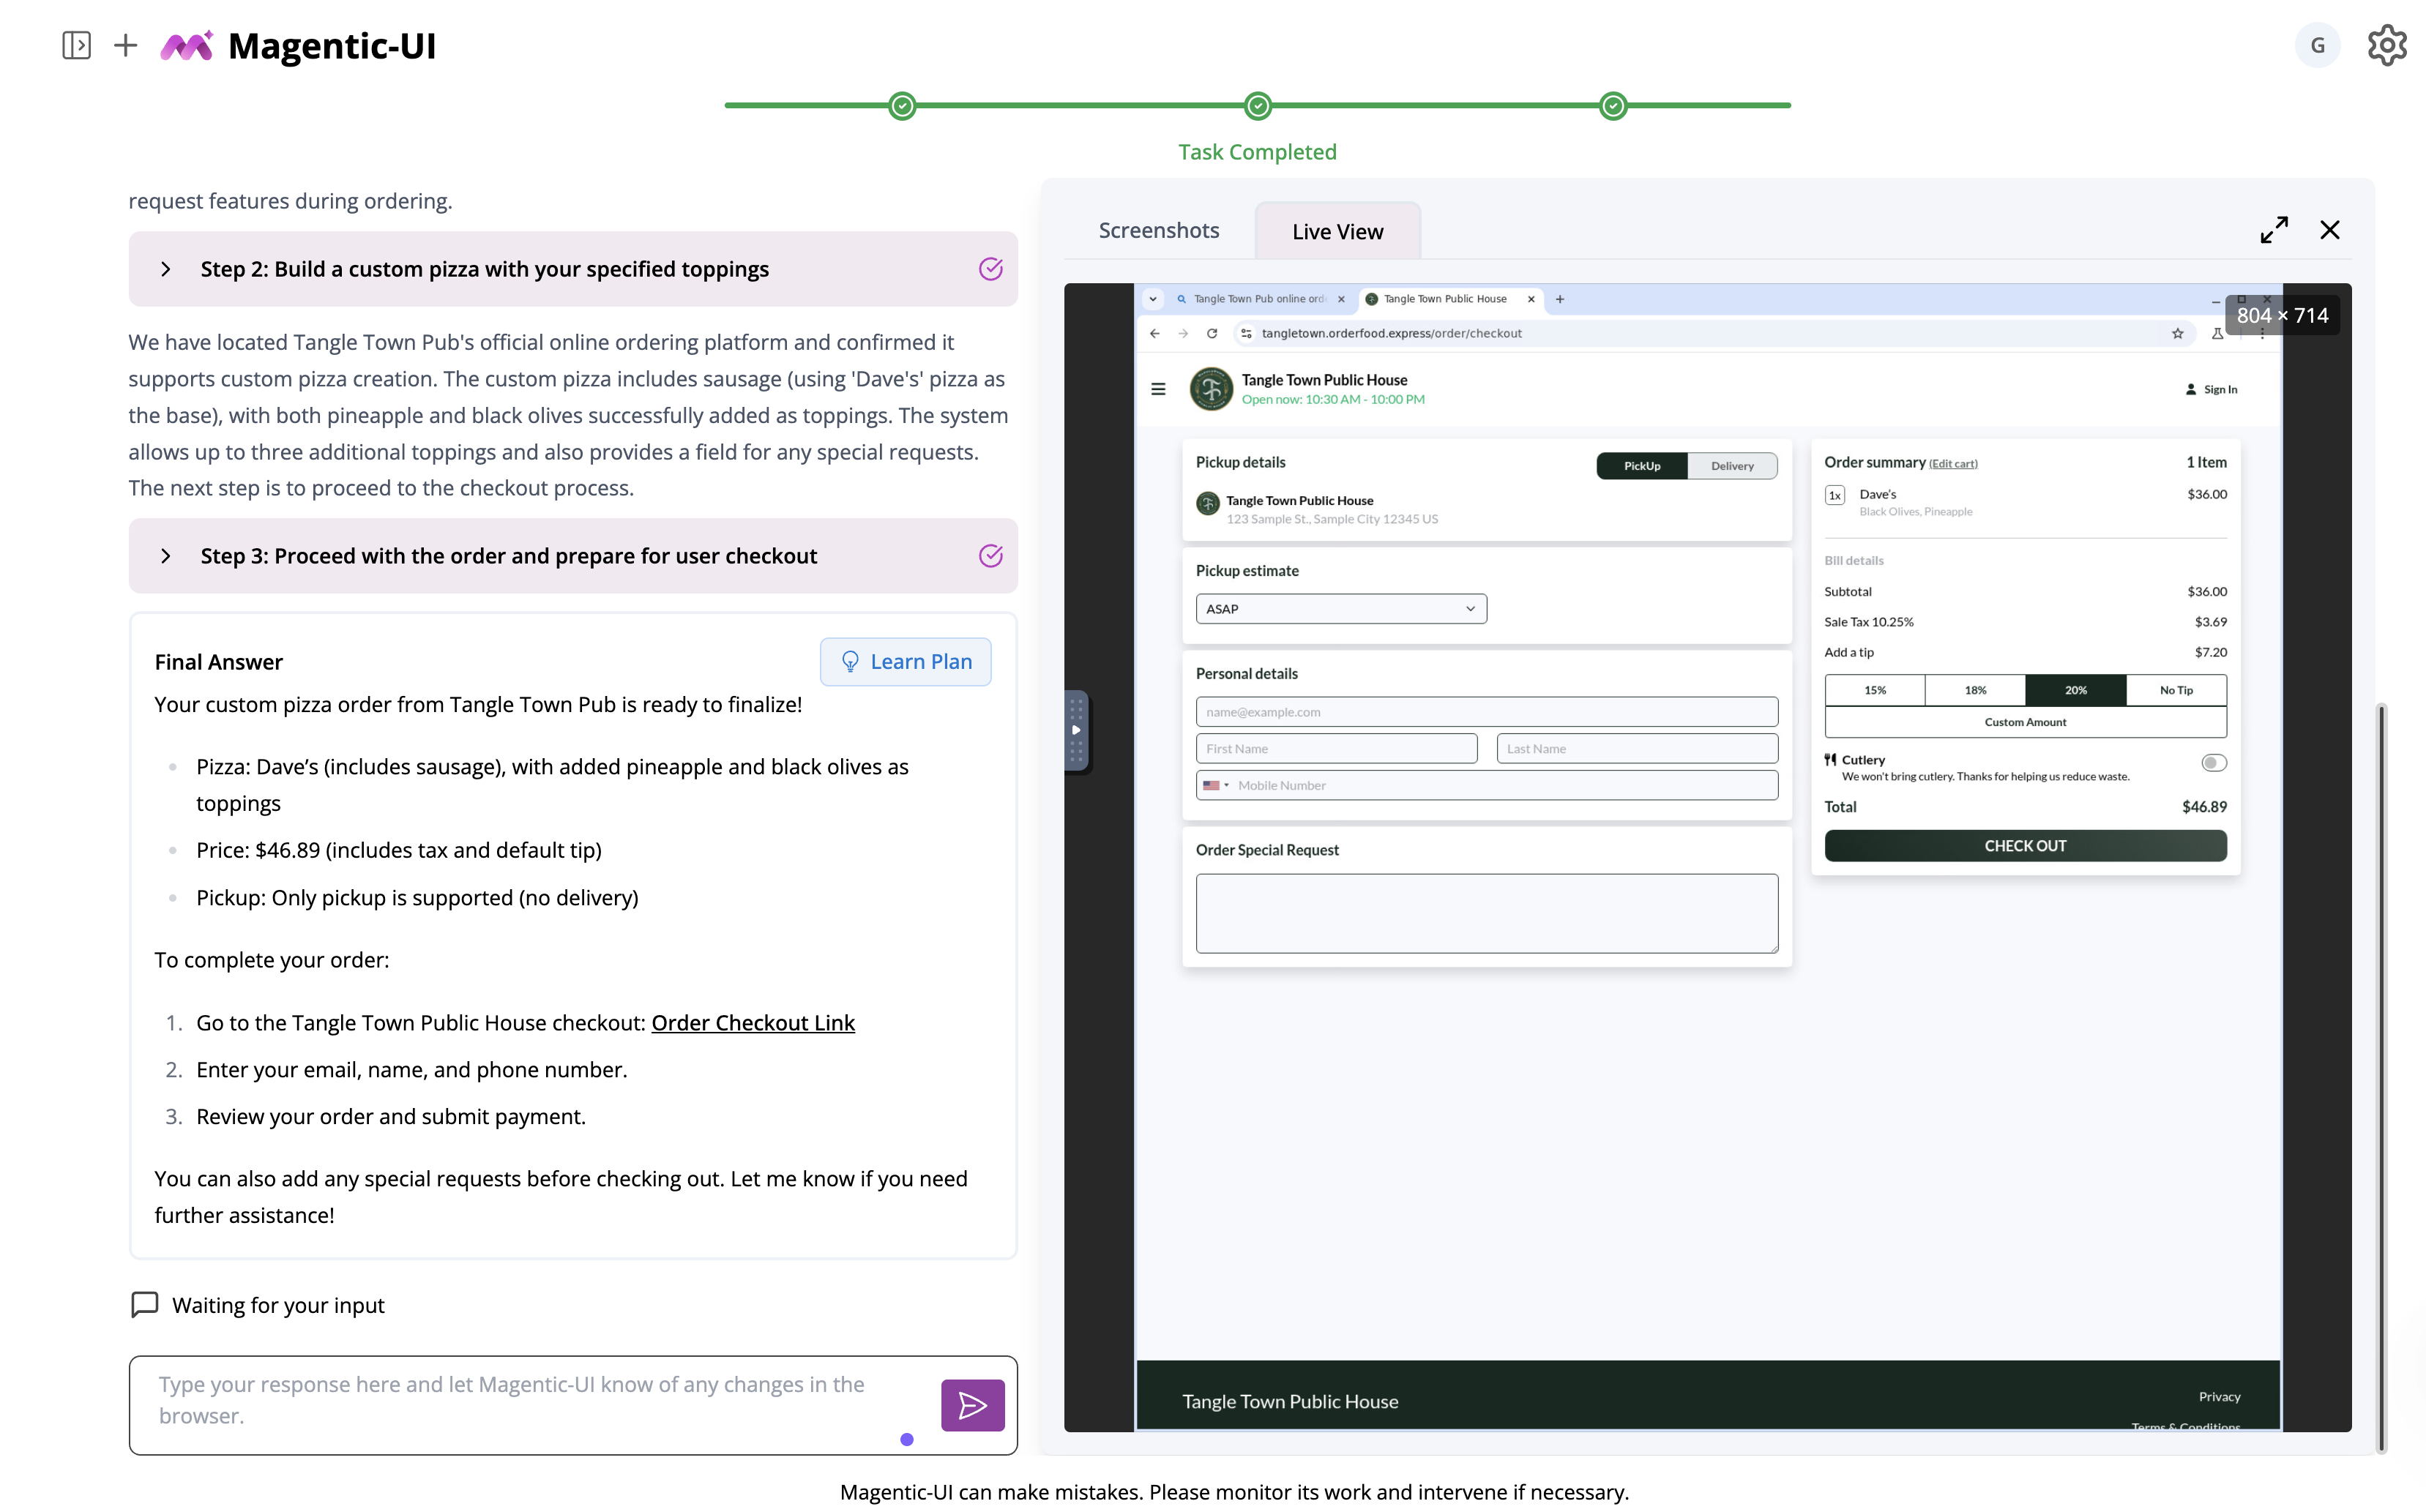 Magentic-UI
G
Task Completed
request features during ordering.
Step 2: Build a custom pizza with your specified toppings
We have located Tangle Town Pub's official online ordering platform and confirmed it
supports custom pizza creation. The custom pizza includes sausage (using 'Dave's' pizza as
the base), with both pineapple and black olives successfully added as toppings. The system
allows up to three additional toppings and also provides a field for any special requests.
The next step is to proceed to the checkout process.
Step 3: Proceed with the order and prepare for user checkout
Final Answer
Learn Plan
Your custom pizza order from Tangle Town Pub is ready to finalize!
• Pizza: Dave’s (includes sausage), with added pineapple and black olives as
toppings
• Price: $46.89 (includes tax and default tip)
• Pickup: Only pickup is supported (no delivery)
To complete your order:
1. Go to the Tangle Town Public House checkout: Order Checkout Link
2. Enter your email, name, and phone number.
3. Review your order and submit payment.
You can also add any special requests before checking out. Let me know if you need
further assistance!
Waiting for your input
Type your response here and let Magentic-UI know of any changes in the
browser.
Screenshots
Live View
Tangle Town Pub online ord
Tangle Town Public House
804 × 714
tangletown.orderfood.express/order/checkout
Tangle Town Public House
Open now: 10:30 AM - 10:00 PM
Sign In
Pickup details
PickUp
Delivery
Tangle Town Public House
123 Sample St., Sample City 12345 US
Pickup estimate
ASAP
Personal details
name@example.com
First Name
Last Name
Mobile Number
Order Special Request
Order summary (Edit cart)
1 Item
1x Dave's $36.00
Black Olives, Pineapple
Bill details
Subtotal $36.00
Sale Tax 10.25% $3.69
Add a tip $7.20
15% 18% 20% No Tip
Custom Amount
Cutlery
We won't bring cutlery. Thanks for helping us reduce waste.
Total $46.89
CHECK OUT
Tangle Town Public House
Privacy
Terms & Conditions
Magentic-UI can make mistakes. Please monitor its work and intervene if necessary.